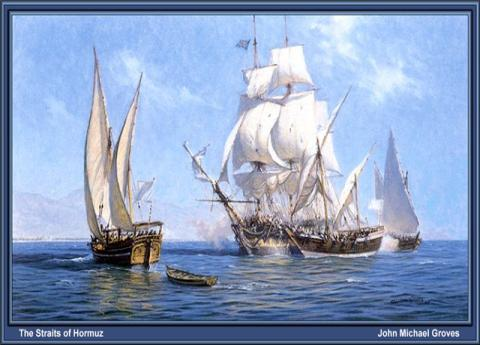 The Straits of Hormuz
John Michael Groves